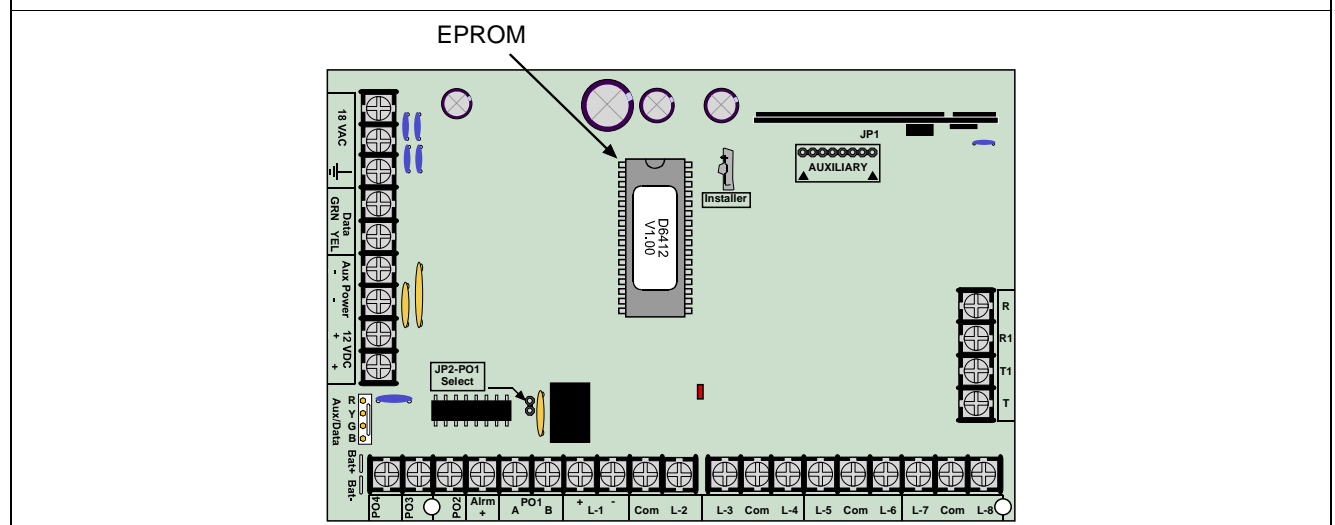 EPROM
18 VAC
Data
GRN YEL
Aux Power
- -
12 VDC
+ +
JP1
AUXILIARY
Installer
D6412
V1.00
R
R1
T1
T
JP2-PO1
Select
R
Y
G
B
Aux/Data
Bat+
Bat-
PO4
PO3
PO2
Alrm
+
PO1
A B
+ -
L-1
Com L-2
L-3 Com L-4
L-5 Com L-6
L-7 Com L-8